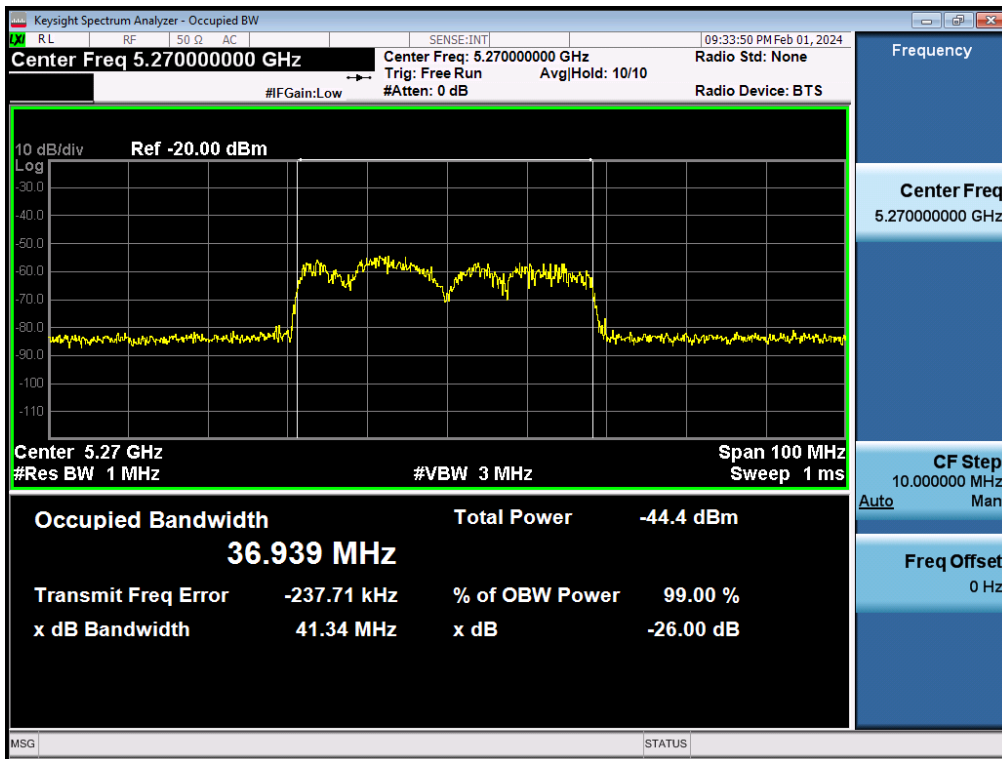 Keysight Spectrum Analyzer - Occupied BW
LXI RL RF 50 Ω AC SENSE:INT 09:33:50 PM Feb 01, 2024
Center Freq 5.270000000 GHz
Center Freq: 5.270000000 GHz Radio Std: None
Trig: Free Run Avg|Hold: 10/10
#IFGain:Low #Atten: 0 dB Radio Device: BTS
Frequency
10 dB/div Ref -20.00 dBm
Log
-30.0
-40.0
-50.0
-60.0
-70.0
-80.0
-90.0
-100
-110
Center 5.27 GHz Span 100 MHz
#Res BW 1 MHz #VBW 3 MHz Sweep 1 ms
Center Freq
5.270000000 GHz
CF Step
10.000000 MHz
Auto Man
Freq Offset
0 Hz
Occupied Bandwidth Total Power -44.4 dBm
36.939 MHz
Transmit Freq Error -237.71 kHz % of OBW Power 99.00 %
x dB Bandwidth 41.34 MHz x dB -26.00 dB
MSG STATUS